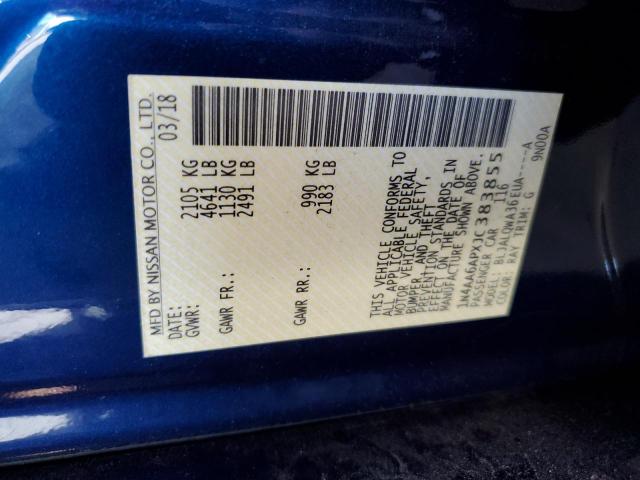 MFD BY NISSAN MOTOR CO., LTD.
DATE: 03/18
GVWR: 2105 KG
4641 LB
GAWR FR.: 1130 KG
2491 LB
GAWR RR.: 990 KG
2183 LB
THIS VEHICLE CONFORMS TO
ALL APPLICABLE FEDERAL
MOTOR VEHICLE SAFETY,
BUMPER, AND THEFT
PREVENTION STANDARDS IN
EFFECT ON THE DATE OF
MANUFACTURE SHOWN ABOVE.
1N4AA6APXJC383855
PASSENGER CAR 116
MODEL: BLJALQWA36EUA----A
COLOR: RAY TRIM: G 9N00A